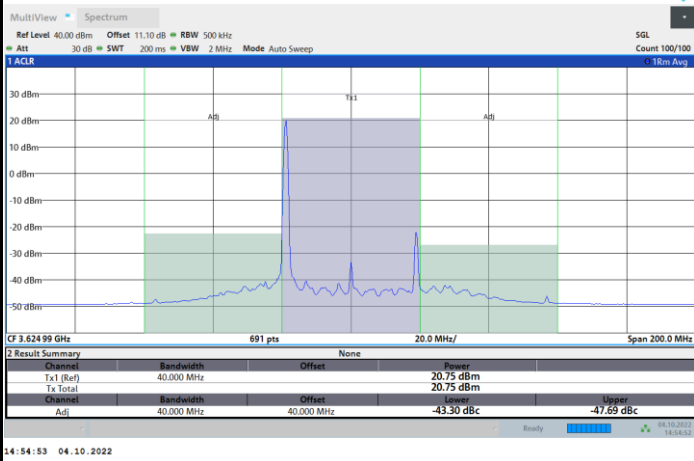 MultiView Spectrum
Ref Level 40.00 dBm Offset 11.10 dB RBW 500 kHz SGL
Att 30 dB SWT 200 ms VBW 2 MHz Mode Auto Sweep Count 100/100
1 ACLR 1Rm Avg
30 dBm
Tx1
20 dBm
Adj Adj
10 dBm
0 dBm
-10 dBm
-20 dBm
-30 dBm
-40 dBm
-50 dBm
CF 3.624 99 GHz 691 pts 20.0 MHz/ Span 200.0 MHz
2 Result Summary None
Channel Bandwidth Offset Power
Tx1 (Ref) 40.000 MHz 20.75 dBm
Tx Total 20.75 dBm
Channel Bandwidth Offset Lower Upper
Adj 40.000 MHz 40.000 MHz -43.30 dBc -47.69 dBc
Ready 04.10.2022
14:54:52
14:54:53 04.10.2022